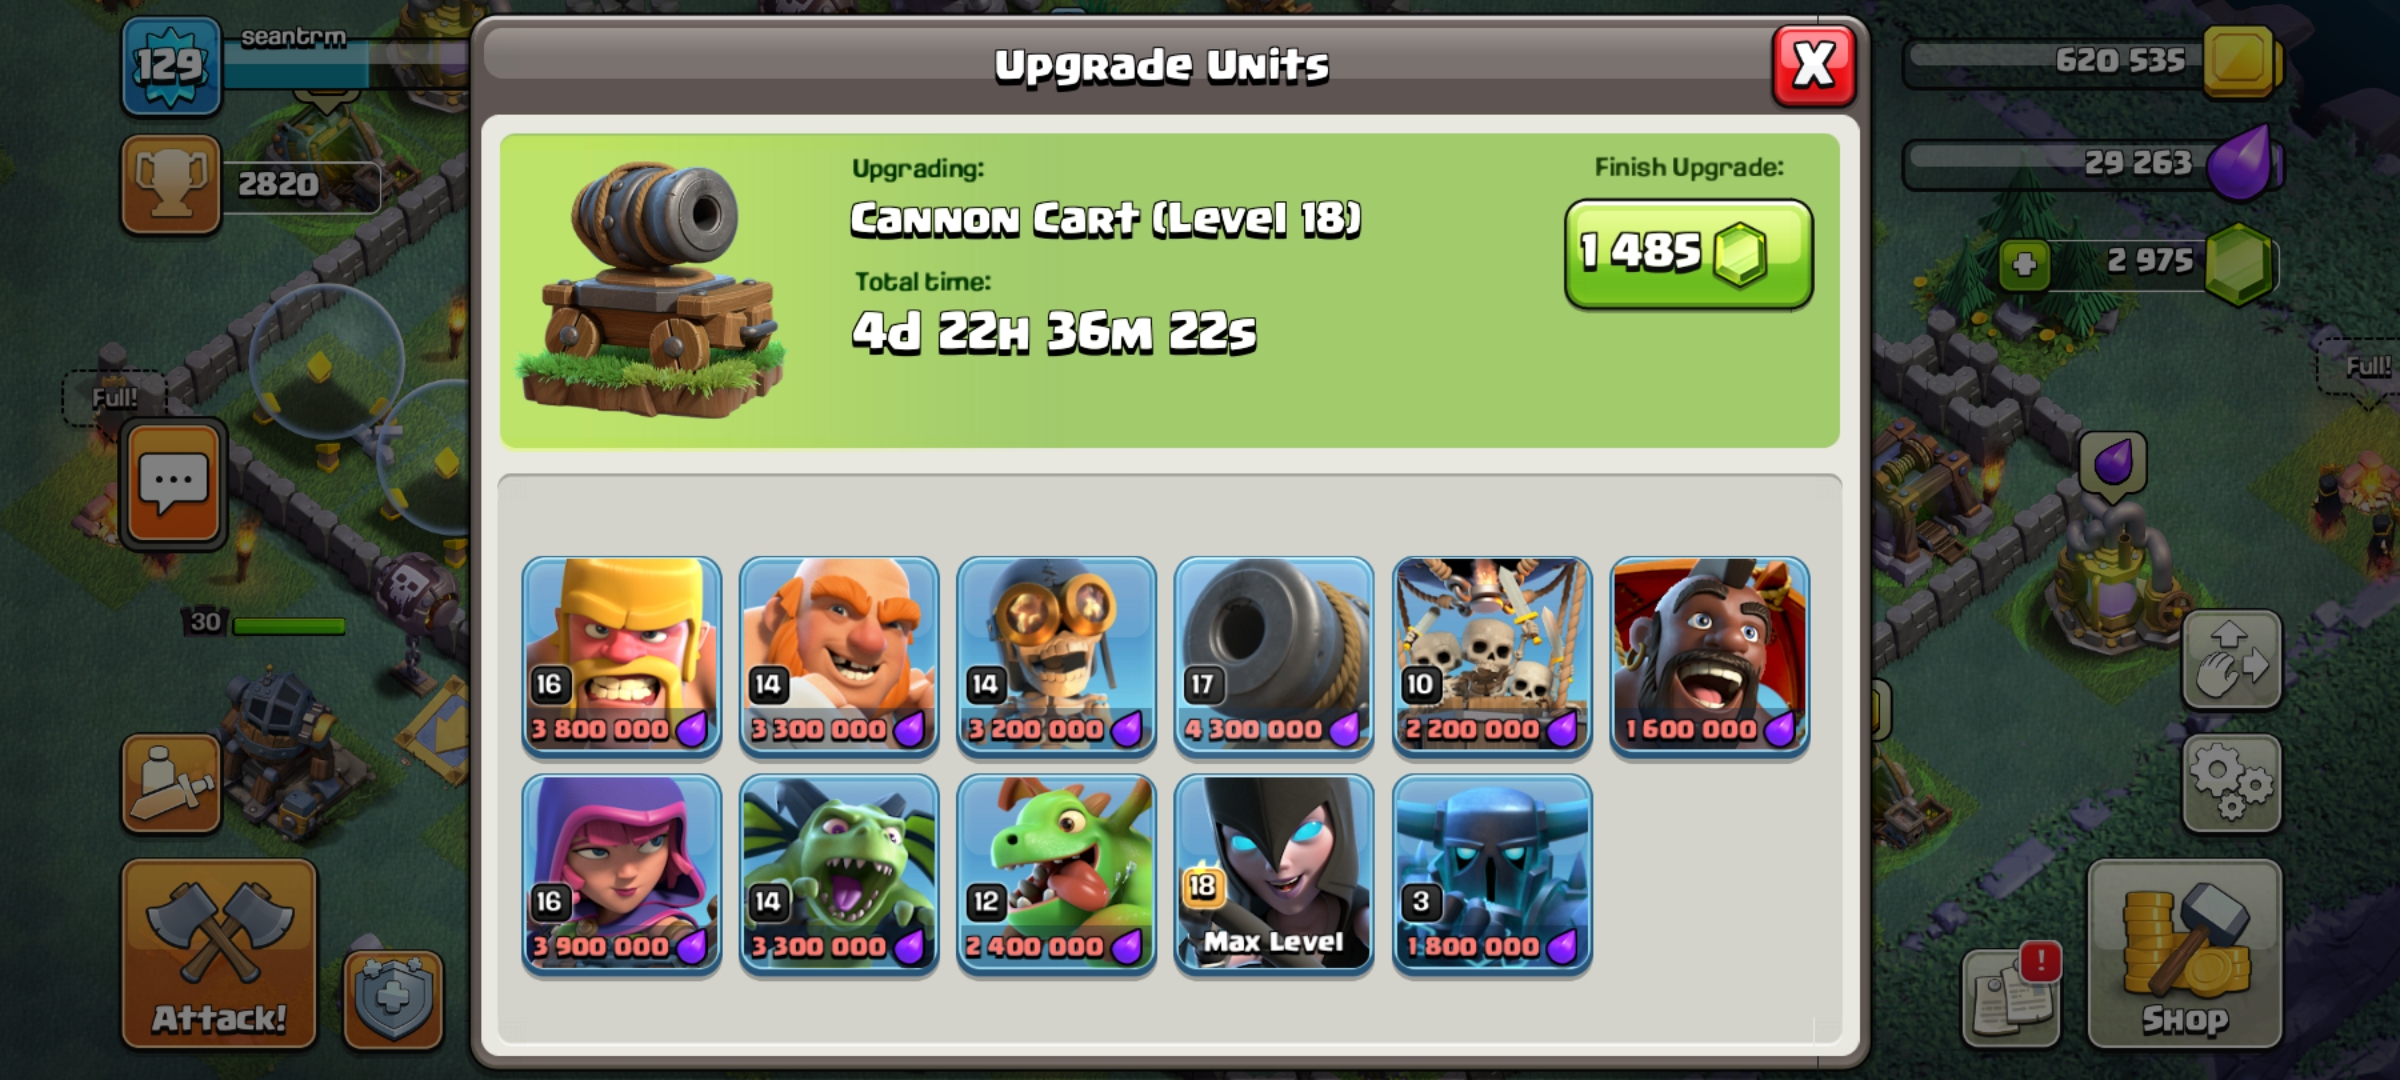 129
seantrm
2820
Full!
30
Attack!
Upgrade Units
X
Upgrading:
Cannon Cart (Level 18)
Total time:
4d 22H 36M 22s
Finish Upgrade:
1 485
16
3 800 000
14
3 300 000
14
3 200 000
17
4 300 000
10
2 200 000
1 600 000
16
3 900 000
14
3 300 000
12
2 400 000
18
Max Level
3
1 800 000
620 535
29 263
2 975
Full!
!
Shop